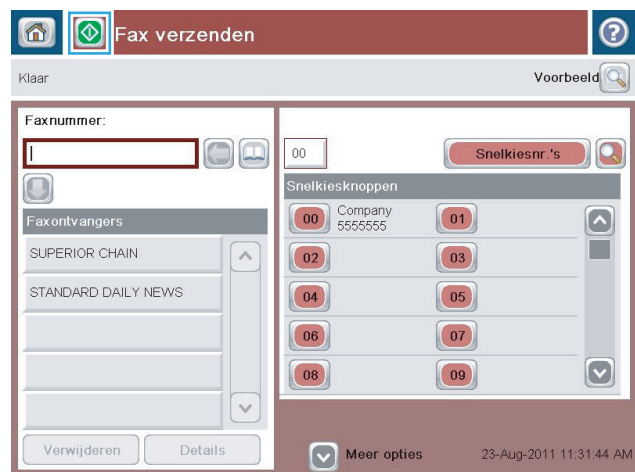 Fax verzenden
Klaar
Voorbeeld
Faxnummer:
00
Snelkiesnr.'s
Snelkiesknoppen
Faxontvangers
00 Company 01
5555555
SUPERIOR CHAIN
02 03
STANDARD DAILY NEWS
04 05
06 07
08 09
Verwijderen Details
Meer opties
23-Aug-2011 11:31:44 AM